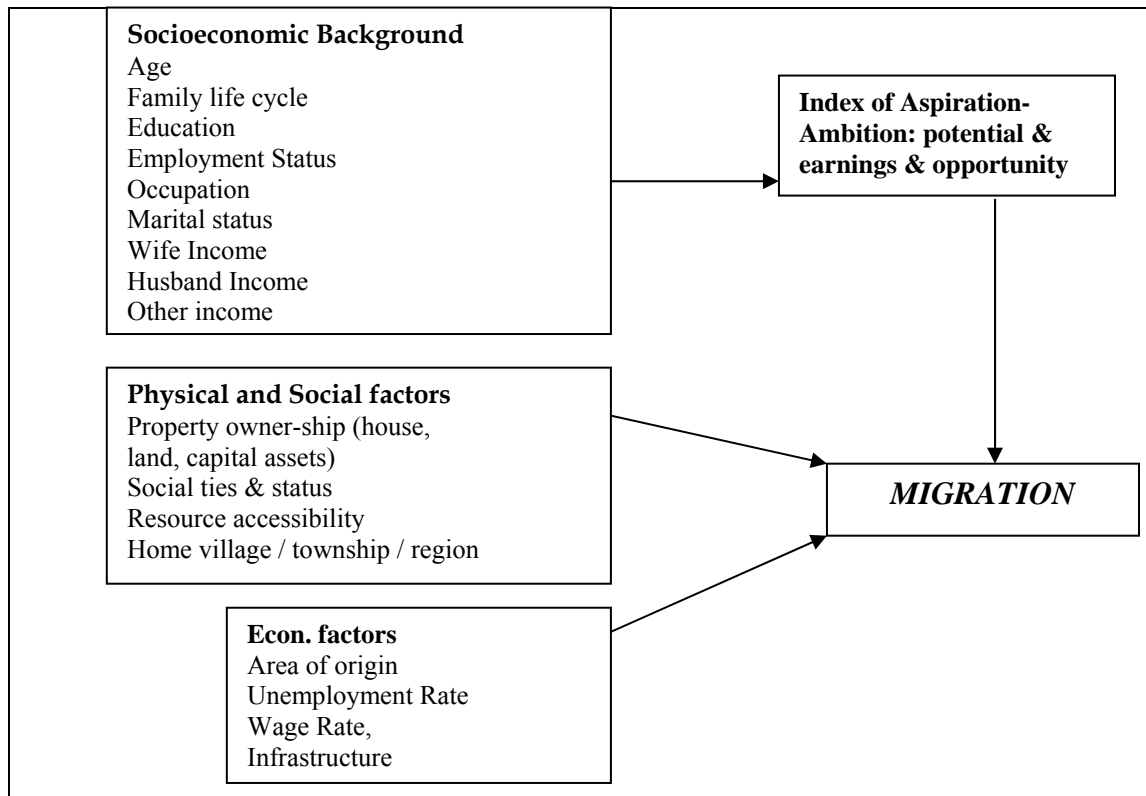 Socioeconomic Background
Age
Family life cycle
Education
Employment Status
Occupation
Marital status
Wife Income
Husband Income
Other income
Index of Aspiration-
Ambition: potential &
earnings & opportunity
Physical and Social factors
Property owner-ship (house,
land, capital assets)
Social ties & status
Resource accessibility
Home village / township / region
MIGRATION
Econ. factors
Area of origin
Unemployment Rate
Wage Rate,
Infrastructure